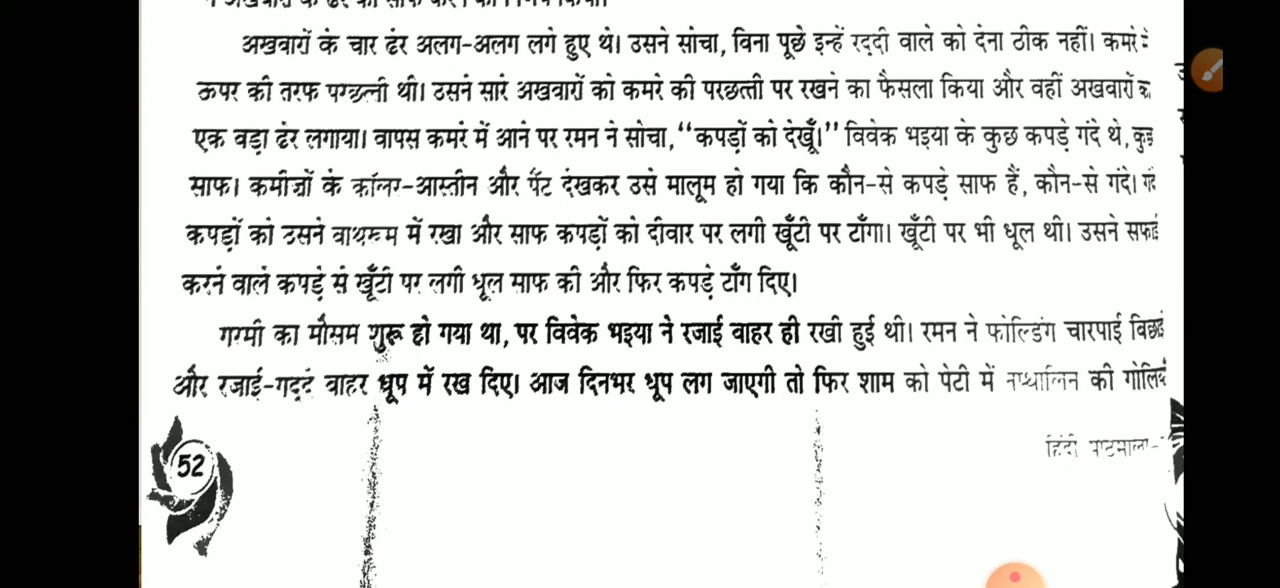 अखबारों के चार ढेर अलग-अलग लगे हुए थे। उसने सोचा, बिना पूछे इन्हें रद्दी वाले को देना ठीक नहीं। कमरे
ऊपर की तरफ परछत्ती थी। उसने सारे अखबारों को कमरे की परछत्ती पर रखने का फैसला किया और वहीं अखबारों का
एक बड़ा ढेर लगाया। वापस कमरे में आने पर रमन ने सोचा, “कपड़ों को देखूँ।” विवेक भइया के कुछ कपड़े गंदे थे, कुछ
साफ। कमीजों के कॉलर-आस्तीन और पैंट देखकर उसे मालूम हो गया कि कौन-से कपड़े साफ हैं, कौन-से गंदे। गंदे
कपड़ों को उसने बाथरूम में रखा और साफ कपड़ों को दीवार पर लगी खूँटी पर टाँगा। खूँटी पर भी धूल थी। उसने सफाई
करने वाले कपड़े से खूँटी पर लगी धूल साफ की और फिर कपड़े टाँग दिए।
गरमी का मौसम शुरू हो गया था, पर विवेक भइया ने रजाई बाहर ही रखी हुई थी। रमन ने फोल्डिंग चारपाई बिछाई
और रजाई-गद्दे बाहर धूप में रख दिए। आज दिनभर धूप लग जाएगी तो फिर शाम को पेटी में नेफ्थालिन की
हिंदी पाठमाला-
52